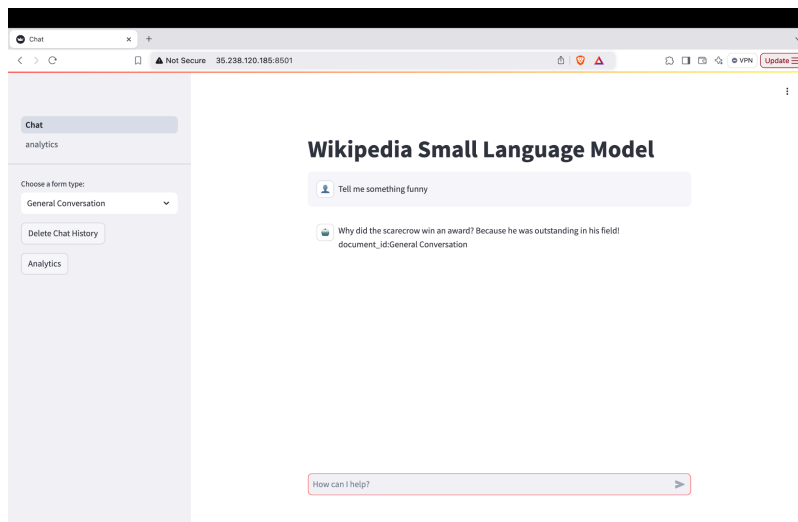 Chat
Not Secure 35.238.120.185:8501
VPN
Update
Chat
analytics
Choose a form type:
General Conversation
Delete Chat History
Analytics
Wikipedia Small Language Model
Tell me something funny
Why did the scarecrow win an award? Because he was outstanding in his field!
document_id:General Conversation
How can I help?